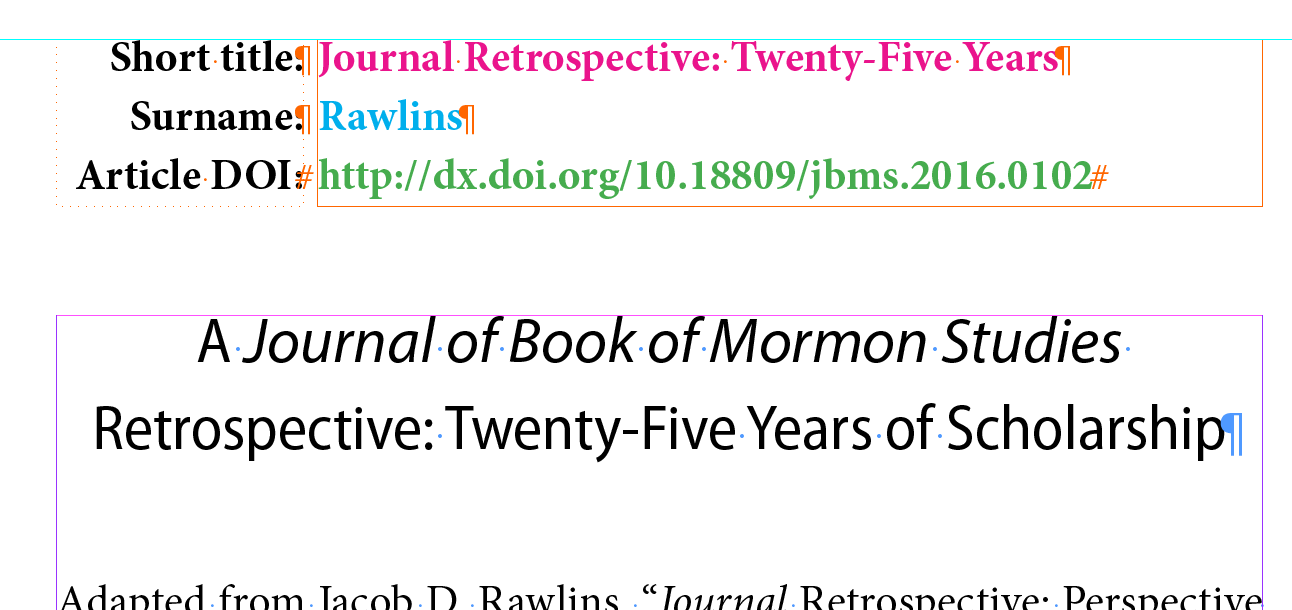 Short title: Journal Retrospective: Twenty-Five Years¶
Surname: Rawlins¶
Article DOI: http://dx.doi.org/10.18809/jbms.2016.0102#
A Journal of Book of Mormon Studies
Retrospective: Twenty-Five Years of Scholarship¶
Adapted from Jacob D. Rawlins, “Journal Retrospective: Perspective